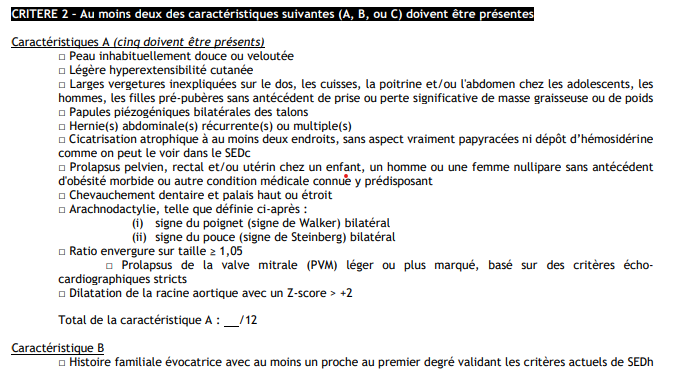 CRITERE 2 – Au moins deux des caractéristiques suivantes (A, B, ou C) doivent être présentes
Caractéristiques A (cinq doivent être présents)
□ Peau inhabituellement douce ou veloutée
□ Légère hyperextensibilité cutanée
□ Larges vergetures inexpliquées sur le dos, les cuisses, la poitrine et/ou l'abdomen chez les adolescents, les
hommes, les filles pré-pubères sans antécédent de prise ou perte significative de masse graisseuse ou de poids
□ Papules piézogéniques bilatérales des talons
□ Hernie(s) abdominale(s) récurrente(s) ou multiple(s)
□ Cicatrisation atrophique à au moins deux endroits, sans aspect vraiment papyracées ni dépôt d’hémosidérine
comme on peut le voir dans le SEDc
□ Prolapsus pelvien, rectal et/ou utérin chez un enfant, un homme ou une femme nullipare sans antécédent
d'obésité morbide ou autre condition médicale connue y prédisposant
□ Chevauchement dentaire et palais haut ou étroit
□ Arachnodactylie, telle que définie ci-après :
(i) signe du poignet (signe de Walker) bilatéral
(ii) signe du pouce (signe de Steinberg) bilatéral
□ Ratio envergure sur taille ≥ 1,05
□ Prolapsus de la valve mitrale (PVM) léger ou plus marqué, basé sur des critères écho-
cardiographiques stricts
□ Dilatation de la racine aortique avec un Z-score > +2
Total de la caractéristique A : __/12
Caractéristique B
□ Histoire familiale évocatrice avec au moins un proche au premier degré validant les critères actuels de SEDh